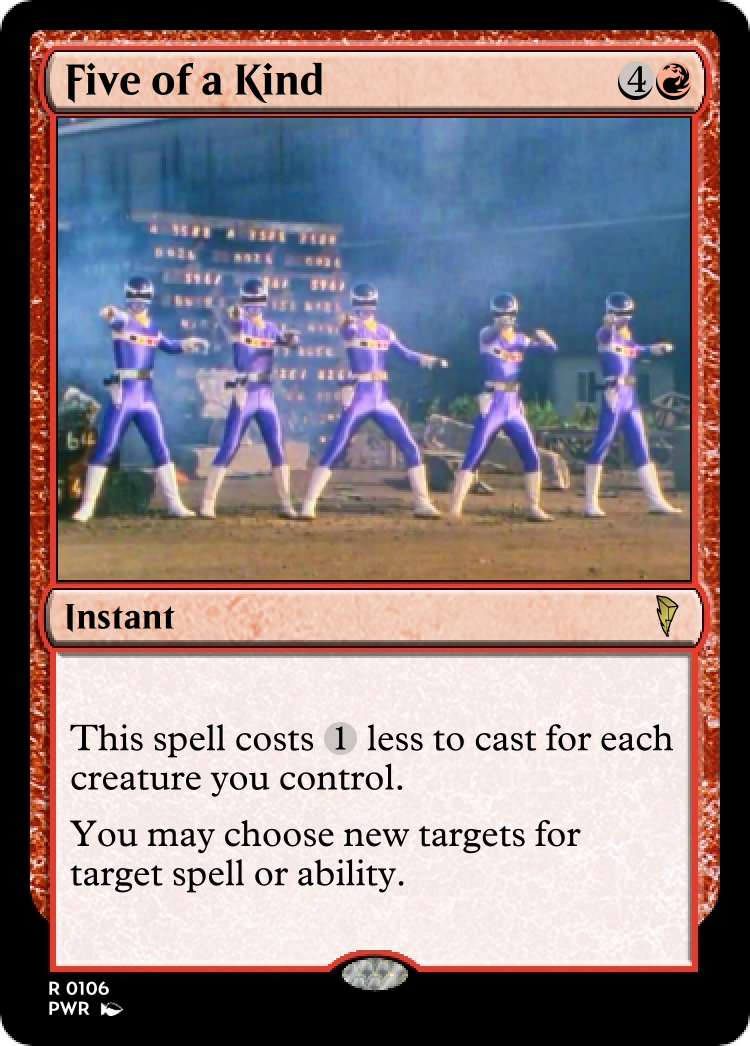 Five of a Kind 4
Instant
This spell costs 1 less to cast for each
creature you control.
You may choose new targets for
target spell or ability.
R 0106
PWR